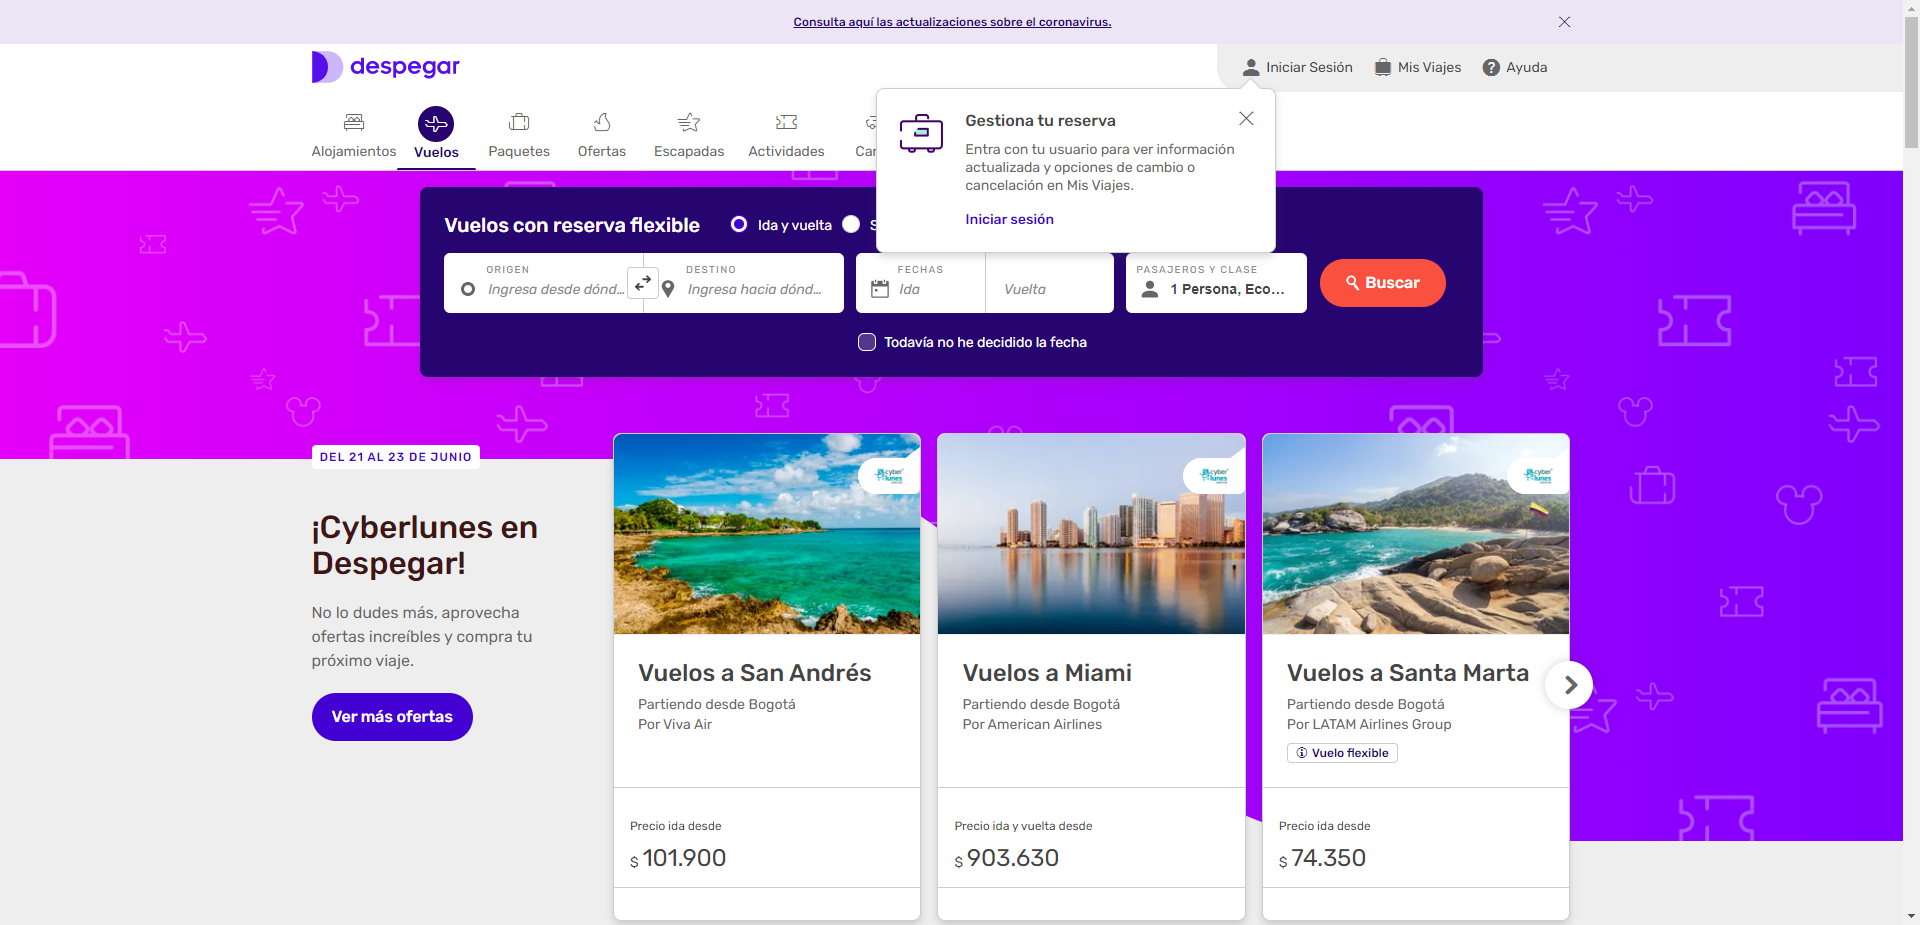 Consulta aquí las actualizaciones sobre el coronavirus.
despegar
Iniciar Sesión
Mis Viajes
Ayuda
Alojamientos
Vuelos
Paquetes
Ofertas
Escapadas
Actividades
Gestiona tu reserva
Entra con tu usuario para ver información
actualizada y opciones de cambio o
cancelación en Mis Viajes.
Iniciar sesión
Vuelos con reserva flexible
Ida y vuelta
ORIGEN
Ingresa desde dónd...
DESTINO
Ingresa hacia dónd...
FECHAS
Ida
Vuelta
PASAJEROS Y CLASE
1 Persona, Eco...
Buscar
Todavía no he decidido la fecha
DEL 21 AL 23 DE JUNIO
¡Cyberlunes en
Despegar!
No lo dudes más, aprovecha
ofertas increíbles y compra tu
próximo viaje.
Ver más ofertas
cyber
lunes
Vuelos a San Andrés
Partiendo desde Bogotá
Por Viva Air
Precio ida desde
$ 101.900
cyber
lunes
Vuelos a Miami
Partiendo desde Bogotá
Por American Airlines
Precio ida y vuelta desde
$ 903.630
cyber
lunes
Vuelos a Santa Marta
Partiendo desde Bogotá
Por LATAM Airlines Group
Vuelo flexible
Precio ida desde
$ 74.350